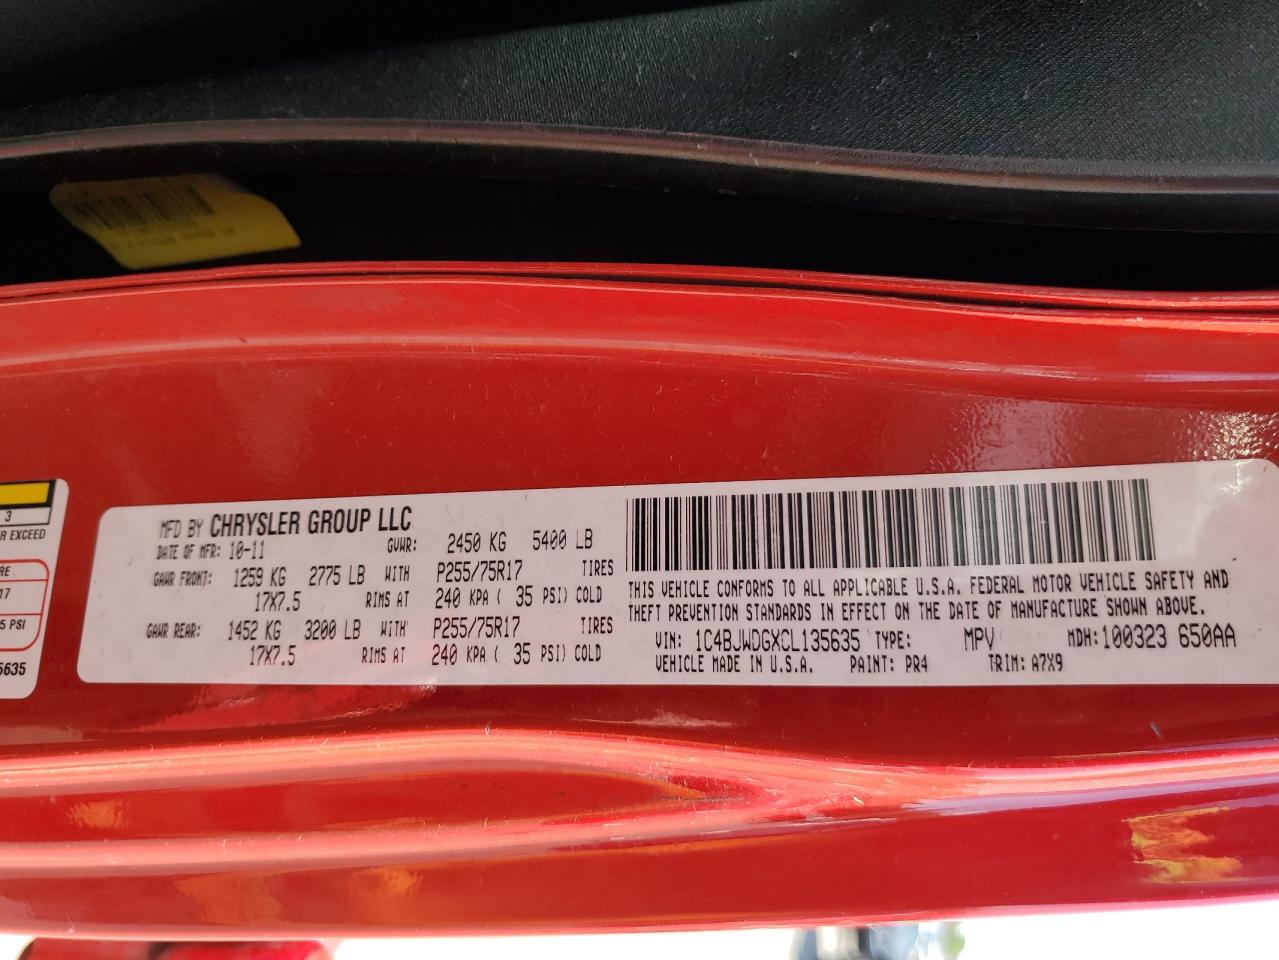 3
R EXCEED
RE
17
5 PSI
5635
MFD BY CHRYSLER GROUP LLC
DATE OF MFR: 10-11 GVWR: 2450 KG 5400 LB
GAWR FRONT: 1259 KG 2775 LB WITH P255/75R17 TIRES
17X7.5 RIMS AT 240 KPA ( 35 PSI) COLD
GAWR REAR: 1452 KG 3200 LB WITH P255/75R17 TIRES
17X7.5 RIMS AT 240 KPA ( 35 PSI) COLD
THIS VEHICLE CONFORMS TO ALL APPLICABLE U.S.A. FEDERAL MOTOR VEHICLE SAFETY AND
THEFT PREVENTION STANDARDS IN EFFECT ON THE DATE OF MANUFACTURE SHOWN ABOVE.
VIN: 1C4BJWDGXCL135635 TYPE: MPV MDH: 100323 650AA
VEHICLE MADE IN U.S.A. PAINT: PR4 TRIM: A7X9